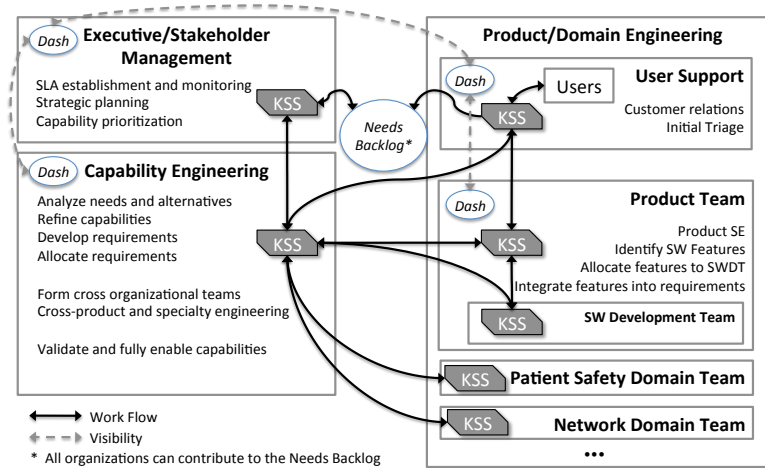 Dash
Executive/Stakeholder
Management
SLA establishment and monitoring
Strategic planning
Capability prioritization
KSS
Needs
Backlog*
Dash
Capability Engineering
Analyze needs and alternatives
Refine capabilities
Develop requirements
Allocate requirements
KSS
Form cross organizational teams
Cross-product and specialty engineering
Validate and fully enable capabilities
Product/Domain Engineering
Dash
Users
User Support
KSS
Customer relations
Initial Triage
Dash
Product Team
KSS
Product SE
Identify SW Features
Allocate features to SWDT
Integrate features into requirements
KSS
SW Development Team
KSS
Patient Safety Domain Team
KSS
Network Domain Team
...
Work Flow
Visibility
* All organizations can contribute to the Needs Backlog